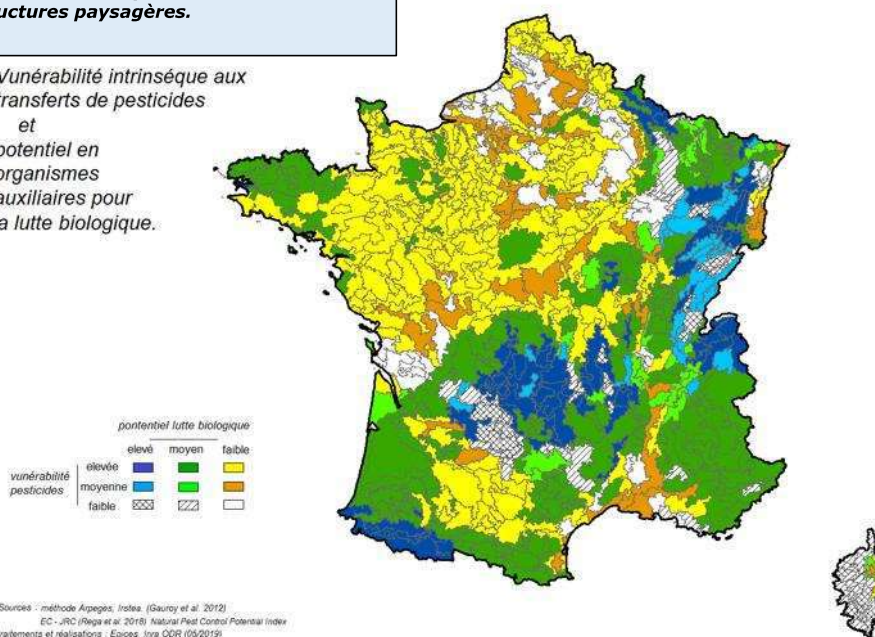 uctures paysagères.
Vunérabilité intrinséque aux
transferts de pesticides
et
potentiel en
organismes
auxiliaires pour
a lutte biologique.
pontentiel lutte biologique
elevé moyen faible
vunérabilité
pesticides
elevée
moyenne
faible
Sources : méthode Arpeges, Irstea. (Gauroy et al. 2012)
EC - JRC (Rega et al. 2018) Natural Pest Control Potential Index
raitements et réalisations : Epices, Inra ODR (05/2019)